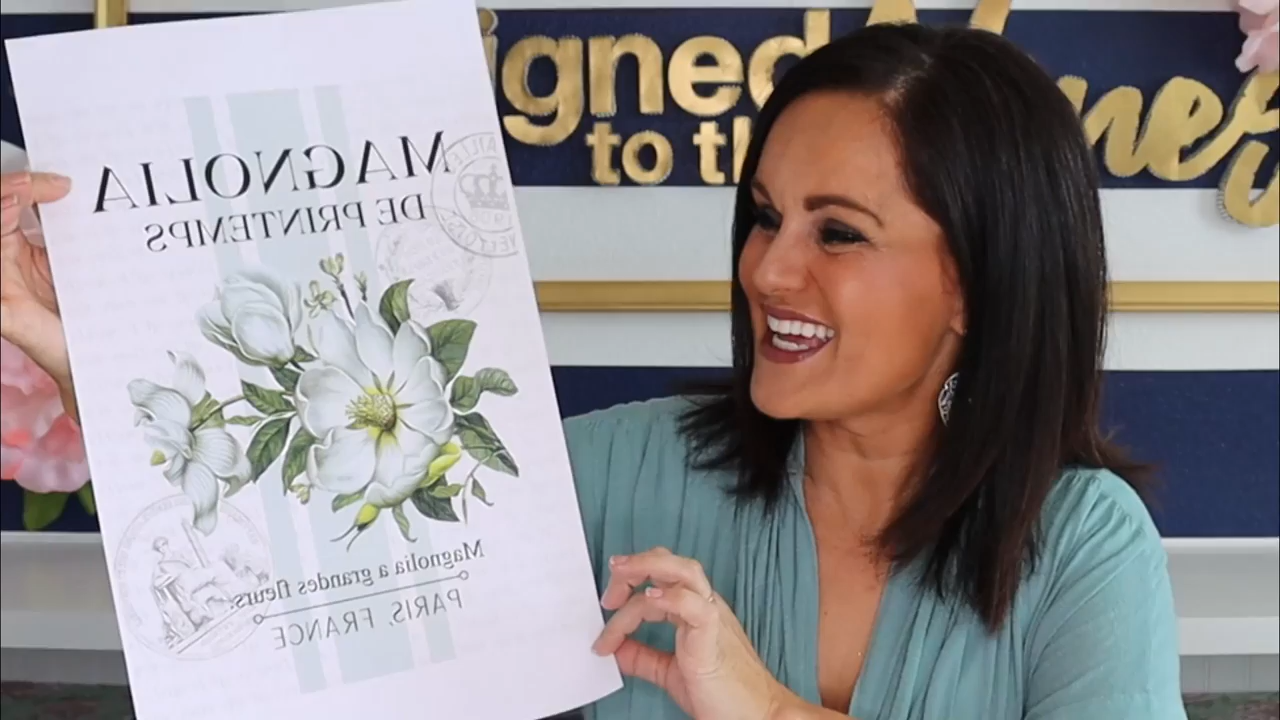 igned
to th
MAGNOLIA
DE PRINTEMPS
Magnolia a grandes fleurs.
PARIS, FRANCE